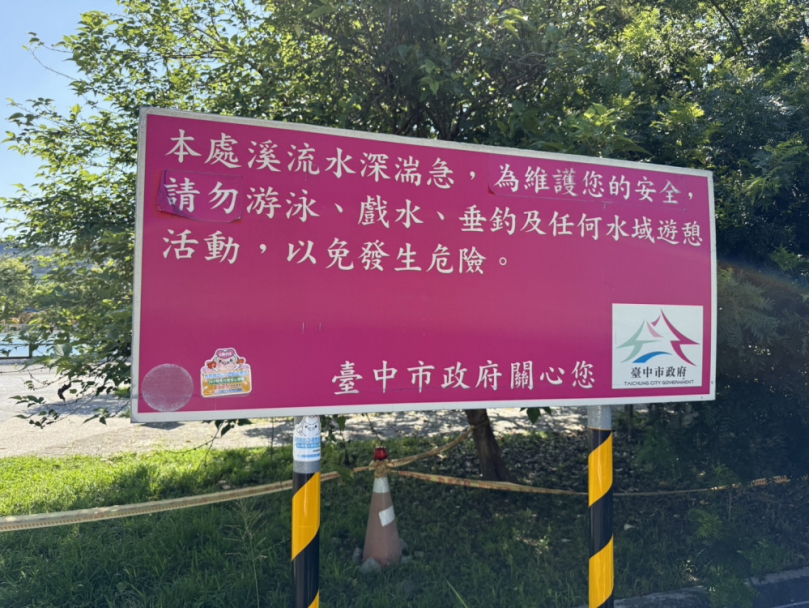 本處溪流水深湍急，為維護您的安全，
請勿游泳、戲水、垂釣及任何水域遊憩
活動，以免發生危險。
臺中市政府關心您
臺中市政府
TAICHUNG CITY GOVERNMENT